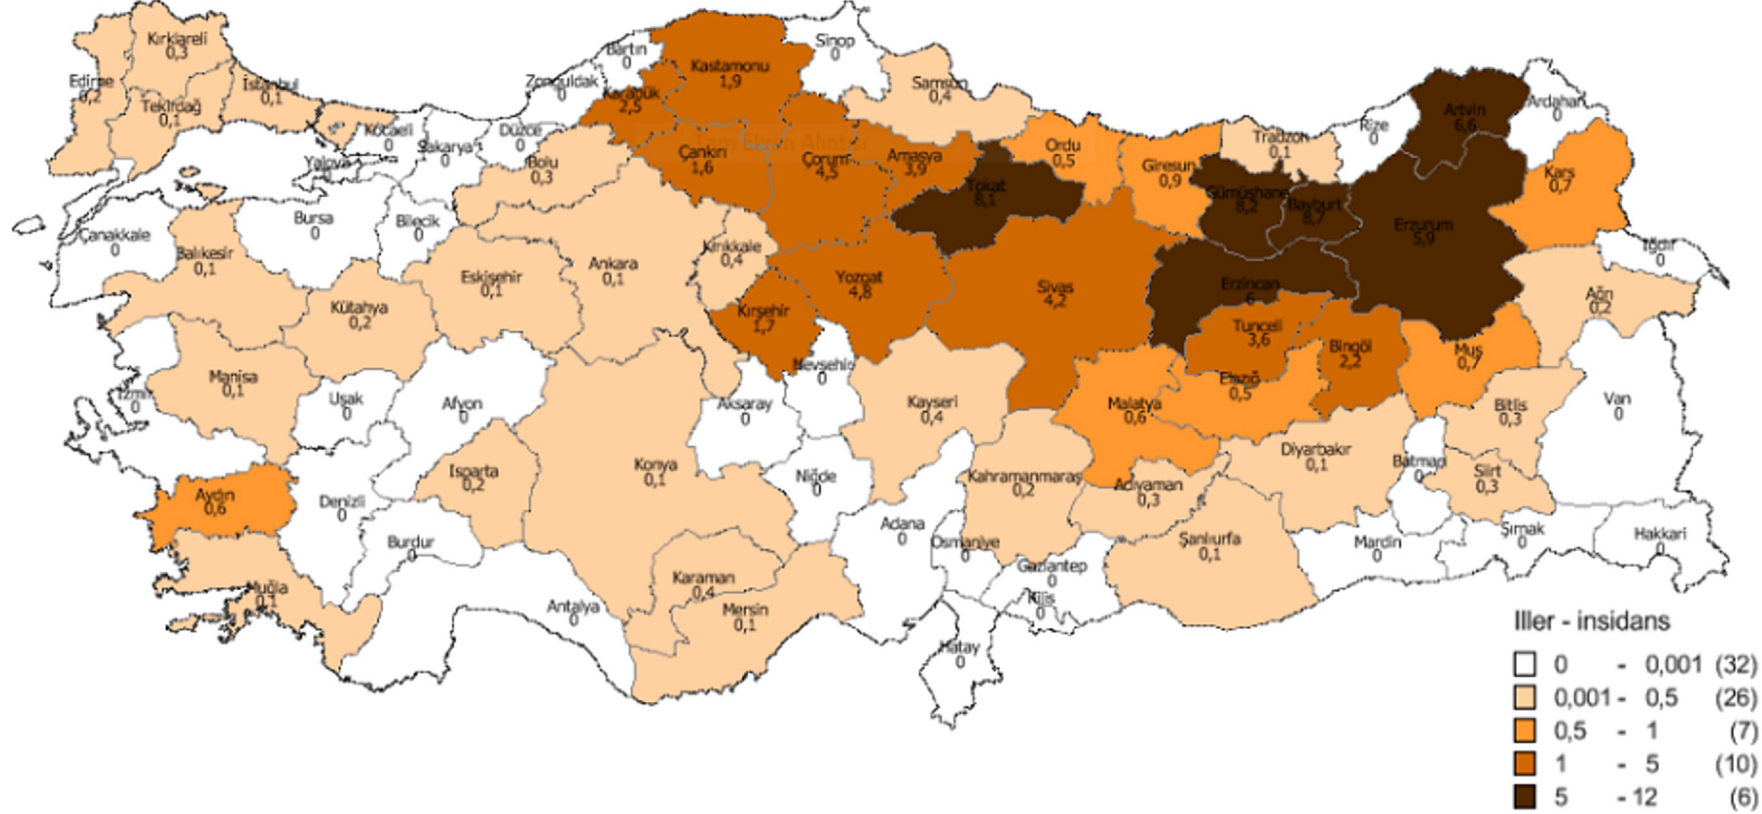 Kırklareli
0,3
Edirne
0,2
Tekirdağ
0,1
İstanbul
0,1
Kocaeli
0
Yalova
0
Sakarya
0
Düzce
0
Bolu
0,3
Zonguldak
0
Bartın
0
Karabük
2,5
Kastamonu
1,9
Sinop
0
Samsun
0,4
Çankırı
1,6
Çorum
4,5
Amasya
3,9
Tokat
8,1
Ordu
0,5
Giresun
0,9
Trabzon
0,1
Gümüşhane
8,2
Bayburt
8,7
Rize
0
Artvin
6,6
Ardahan
0
Kars
0,7
Erzurum
5,9
Iğdır
0
Ağrı
0,2
Çanakkale
0
Balıkesir
0,1
Bursa
0
Bilecik
0
Kütahya
0,2
Eskişehir
0,1
Ankara
0,1
Kırıkkale
0,4
Kırşehir
1,7
Yozgat
4,8
Sivas
4,2
Erzincan
6
Tunceli
3,6
Bingöl
2,2
Muş
0,7
Bitlis
0,3
Van
0
İzmir
0
Manisa
0,1
Uşak
0
Afyon
0
Konya
0,1
Aksaray
0
Nevşehir
0
Kayseri
0,4
Malatya
0,6
Elazığ
0,5
Diyarbakır
0,1
Batman
0
Siirt
0,3
Aydın
0,6
Denizli
0
Isparta
0,2
Burdur
0
Niğde
0
Adana
0
Osmaniye
0
Kahramanmaraş
0,2
Adıyaman
0,3
Şanlıurfa
0,1
Mardin
0
Şırnak
0
Hakkari
0
Muğla
0,1
Antalya
0
Karaman
0,4
Mersin
0,1
Gaziantep
0
Kilis
0
Hatay
0
Tam Ekran Alıntısı
İller - insidans
0 - 0,001 (32)
0,001 - 0,5 (26)
0,5 - 1 (7)
1 - 5 (10)
5 - 12 (6)